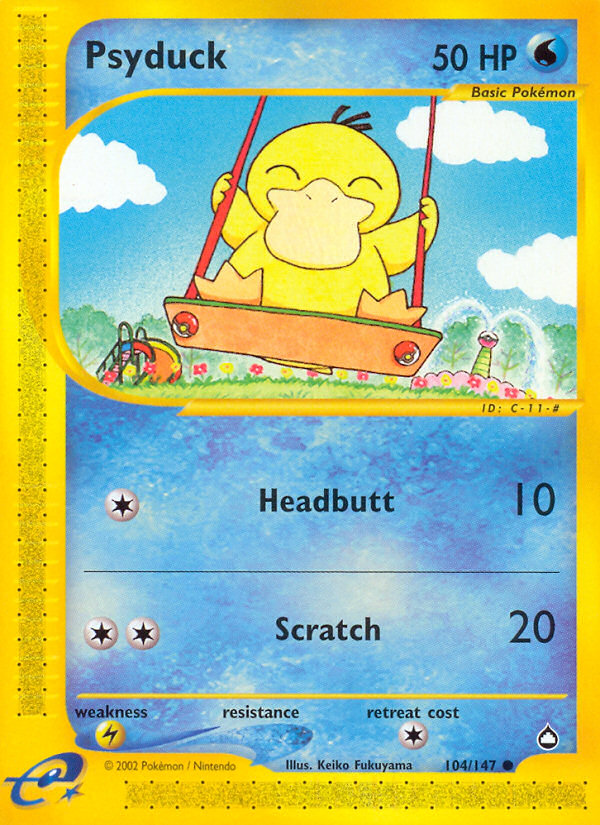 Psyduck 50 HP
Basic Pokémon
ID: C-11-#
Headbutt 10
Scratch 20
weakness resistance retreat cost
© 2002 Pokémon / Nintendo Illus. Keiko Fukuyama 104/147
e